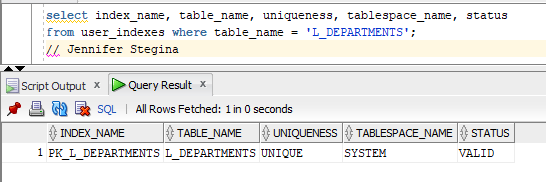 select index_name, table_name, uniqueness, tablespace_name, status
from user_indexes where table_name = 'L_DEPARTMENTS';
// Jennifer Stegina
Script Output x Query Result x
SQL | All Rows Fetched: 1 in 0 seconds
INDEX_NAME TABLE_NAME UNIQUENESS TABLESPACE_NAME STATUS
1 PK_L_DEPARTMENTS L_DEPARTMENTS UNIQUE SYSTEM VALID